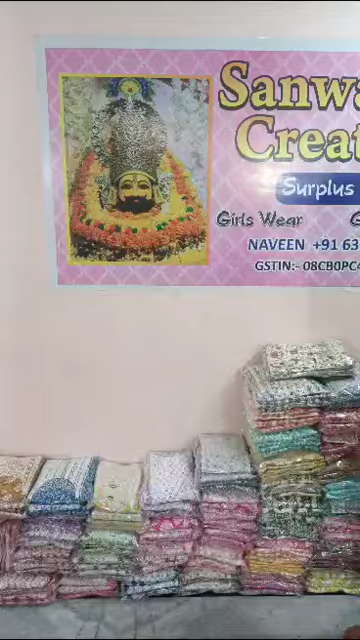 Sanwa
Creat
Surplus
Girls Wear G
NAVEEN +91 63
GSTIN:- 08CB0PC4